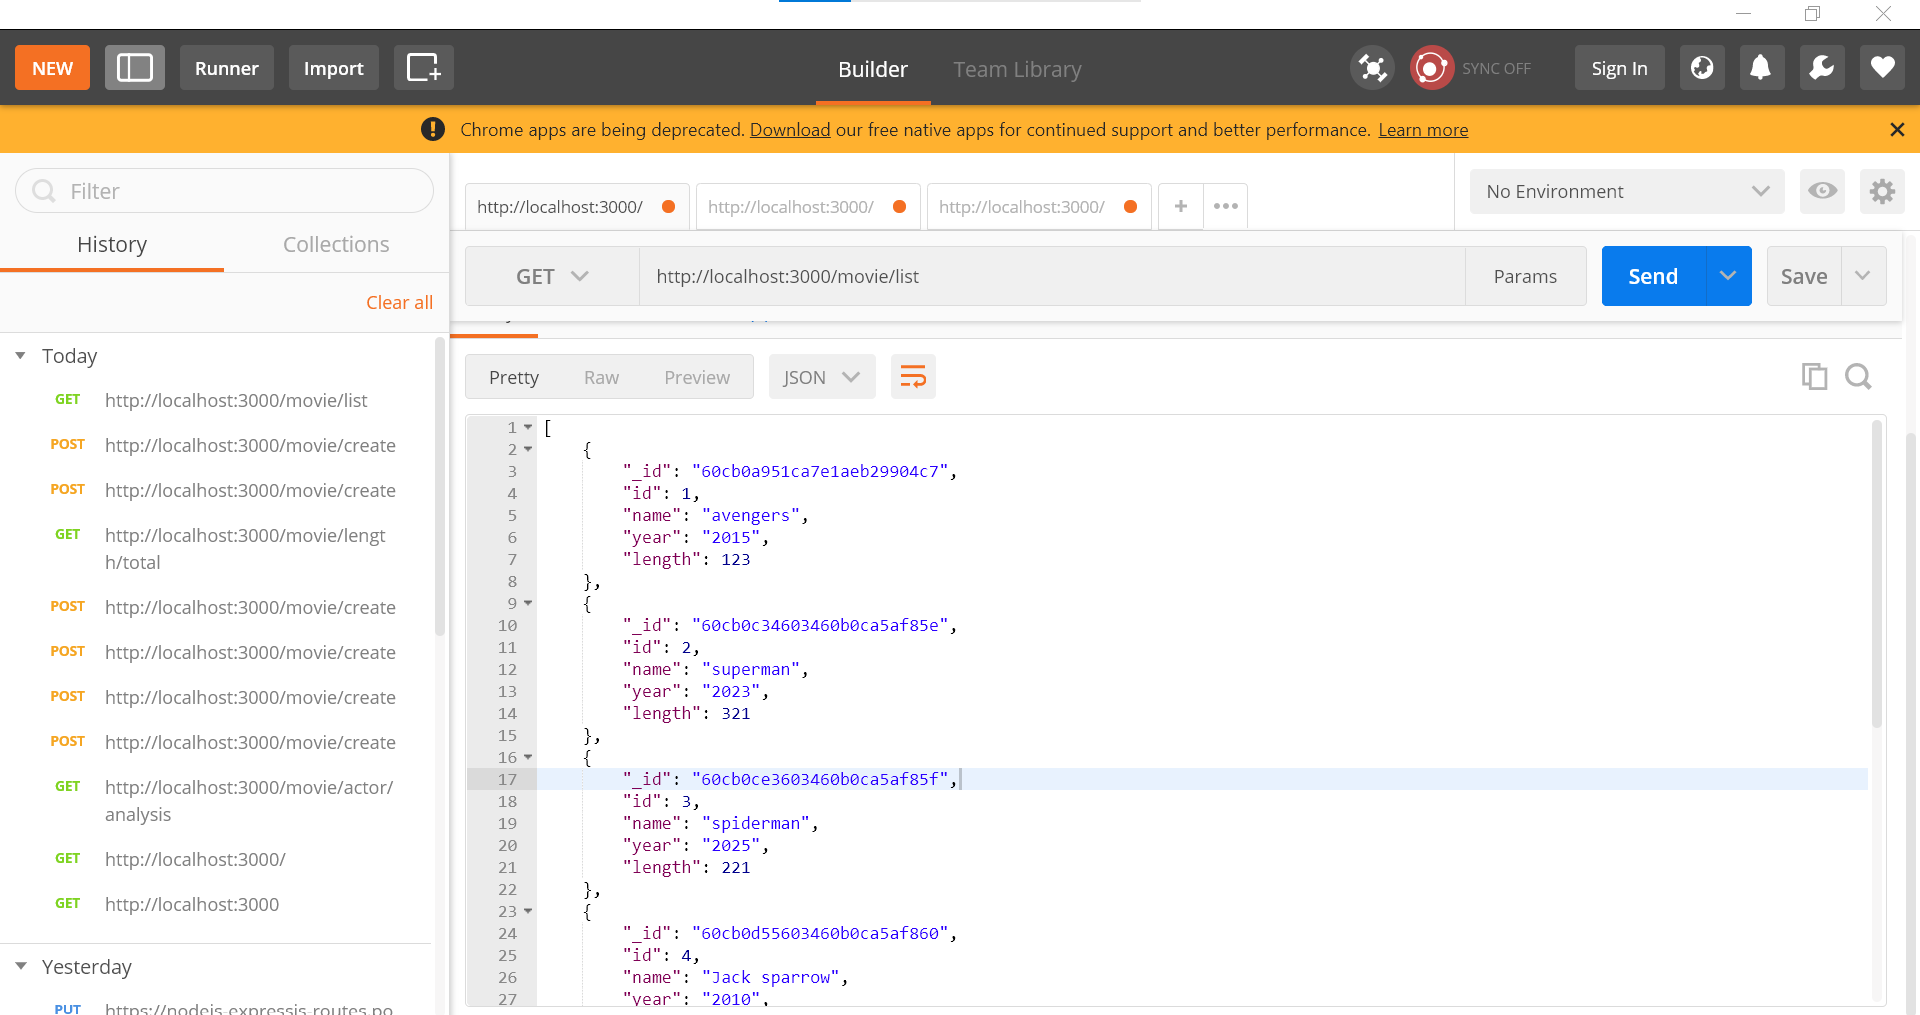 NEW Runner Import Builder Team Library SYNC OFF Sign In
Chrome apps are being deprecated. Download our free native apps for continued support and better performance. Learn more
Filter
History Collections
Clear all
Today
GET http://localhost:3000/movie/list
POST http://localhost:3000/movie/create
POST http://localhost:3000/movie/create
GET http://localhost:3000/movie/lengt
h/total
POST http://localhost:3000/movie/create
POST http://localhost:3000/movie/create
POST http://localhost:3000/movie/create
POST http://localhost:3000/movie/create
GET http://localhost:3000/movie/actor/
analysis
GET http://localhost:3000/
GET http://localhost:3000
Yesterday
PUT https://nodejs-expressjs-routes.po
http://localhost:3000/ http://localhost:3000/ http://localhost:3000/ + •••
No Environment
GET http://localhost:3000/movie/list Params Send Save
Pretty Raw Preview JSON
1 [
2 {
3 "_id": "60cb0a951ca7e1aeb29904c7",
4 "id": 1,
5 "name": "avengers",
6 "year": "2015",
7 "length": 123
8 },
9 {
10 "_id": "60cb0c34603460b0ca5af85e",
11 "id": 2,
12 "name": "superman",
13 "year": "2023",
14 "length": 321
15 },
16 {
17 "_id": "60cb0ce3603460b0ca5af85f",
18 "id": 3,
19 "name": "spiderman",
20 "year": "2025",
21 "length": 221
22 },
23 {
24 "_id": "60cb0d55603460b0ca5af860",
25 "id": 4,
26 "name": "Jack sparrow",
27 "year": "2010",